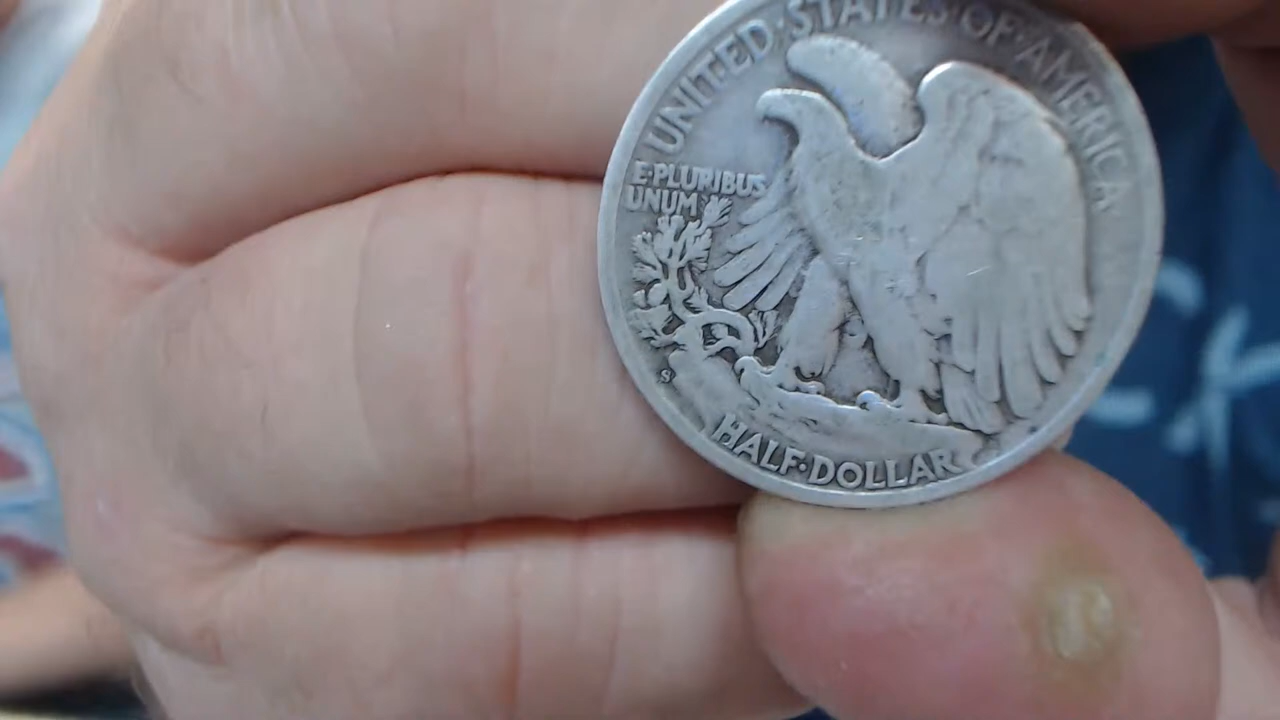 UNITED·STATES·OF·AMERICA
E·PLURIBUS
UNUM
S
HALF·DOLLAR